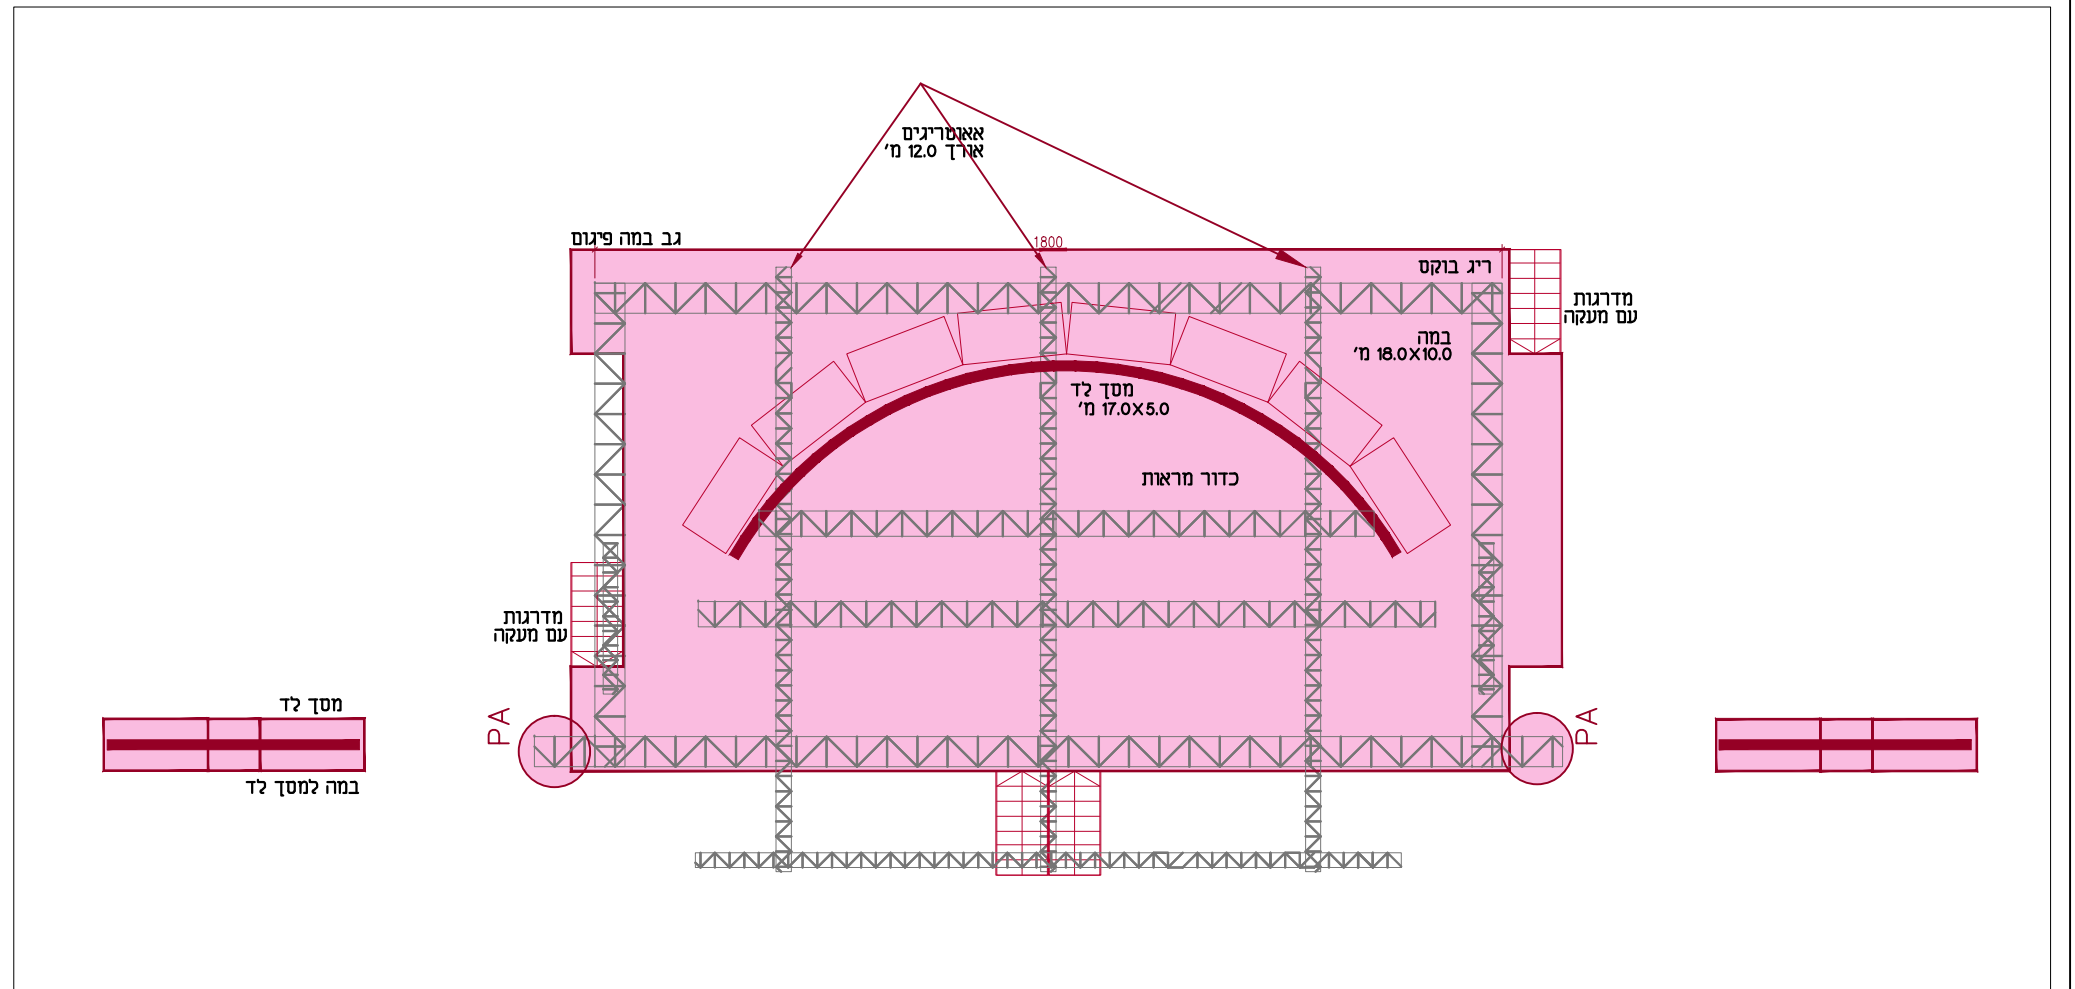 אאוטריגים
אורך 12.0 מ'
גב במה פיגום
1800
ריג בוקס
מדרגות
עם מעקה
במה
18.0X10.0 מ'
מסך לד
17.0X5.0 מ'
כדור מראות
מדרגות
עם מעקה
מסך לד
PA
PA
במה למסך לד